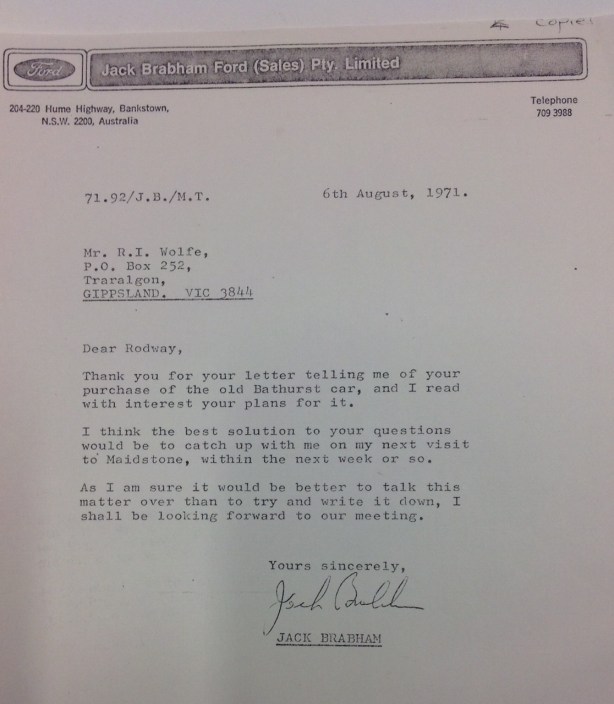 Copies
Ford
Jack Brabham Ford (Sales) Pty. Limited
204-220 Hume Highway, Bankstown,
N.S.W. 2200, Australia
Telephone
709 3988
71.92/J.B./M.T.
6th August, 1971.
Mr. R.I. Wolfe,
P.O. Box 252,
Traralgon,
GIPPSLAND. VIC 3844
Dear Rodway,
Thank you for your letter telling me of your
purchase of the old Bathurst car, and I read
with interest your plans for it.
I think the best solution to your questions
would be to catch up with me on my next visit
to Maidstone, within the next week or so.
As I am sure it would be better to talk this
matter over than to try and write it down, I
shall be looking forward to our meeting.
Yours sincerely,
Jack Brabham
JACK BRABHAM